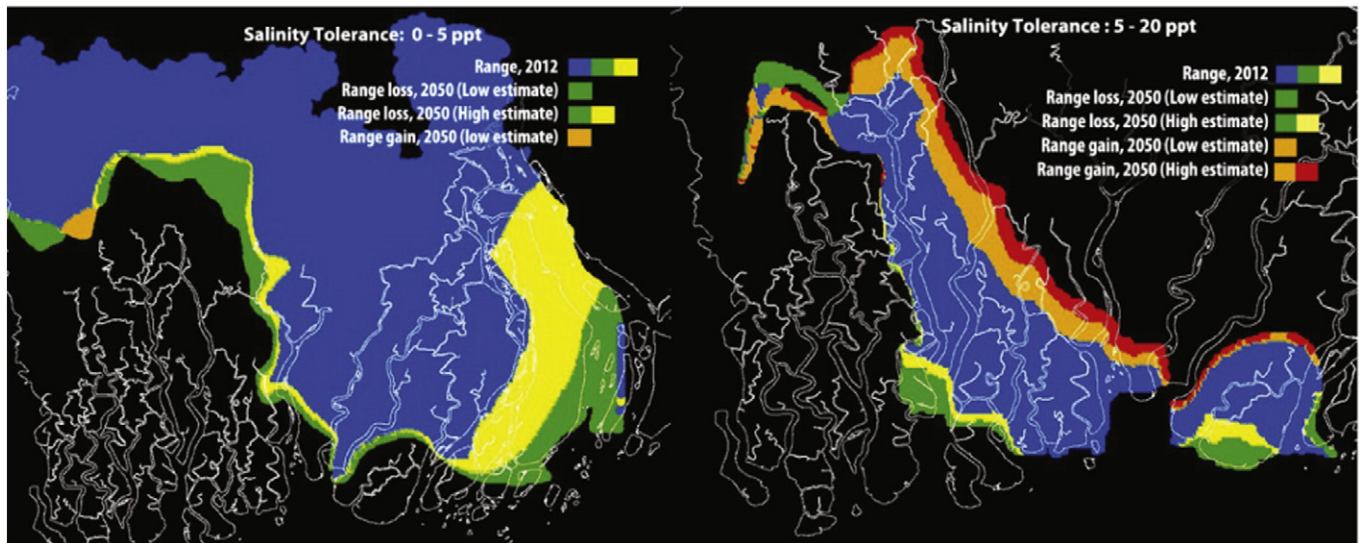 Salinity Tolerance: 0 - 5 ppt
Range, 2012
Range loss, 2050 (Low estimate)
Range loss, 2050 (High estimate)
Range gain, 2050 (low estimate)
Salinity Tolerance : 5 - 20 ppt
Range, 2012
Range loss, 2050 (Low estimate)
Range loss, 2050 (High estimate)
Range gain, 2050 (Low estimate)
Range gain, 2050 (High estimate)